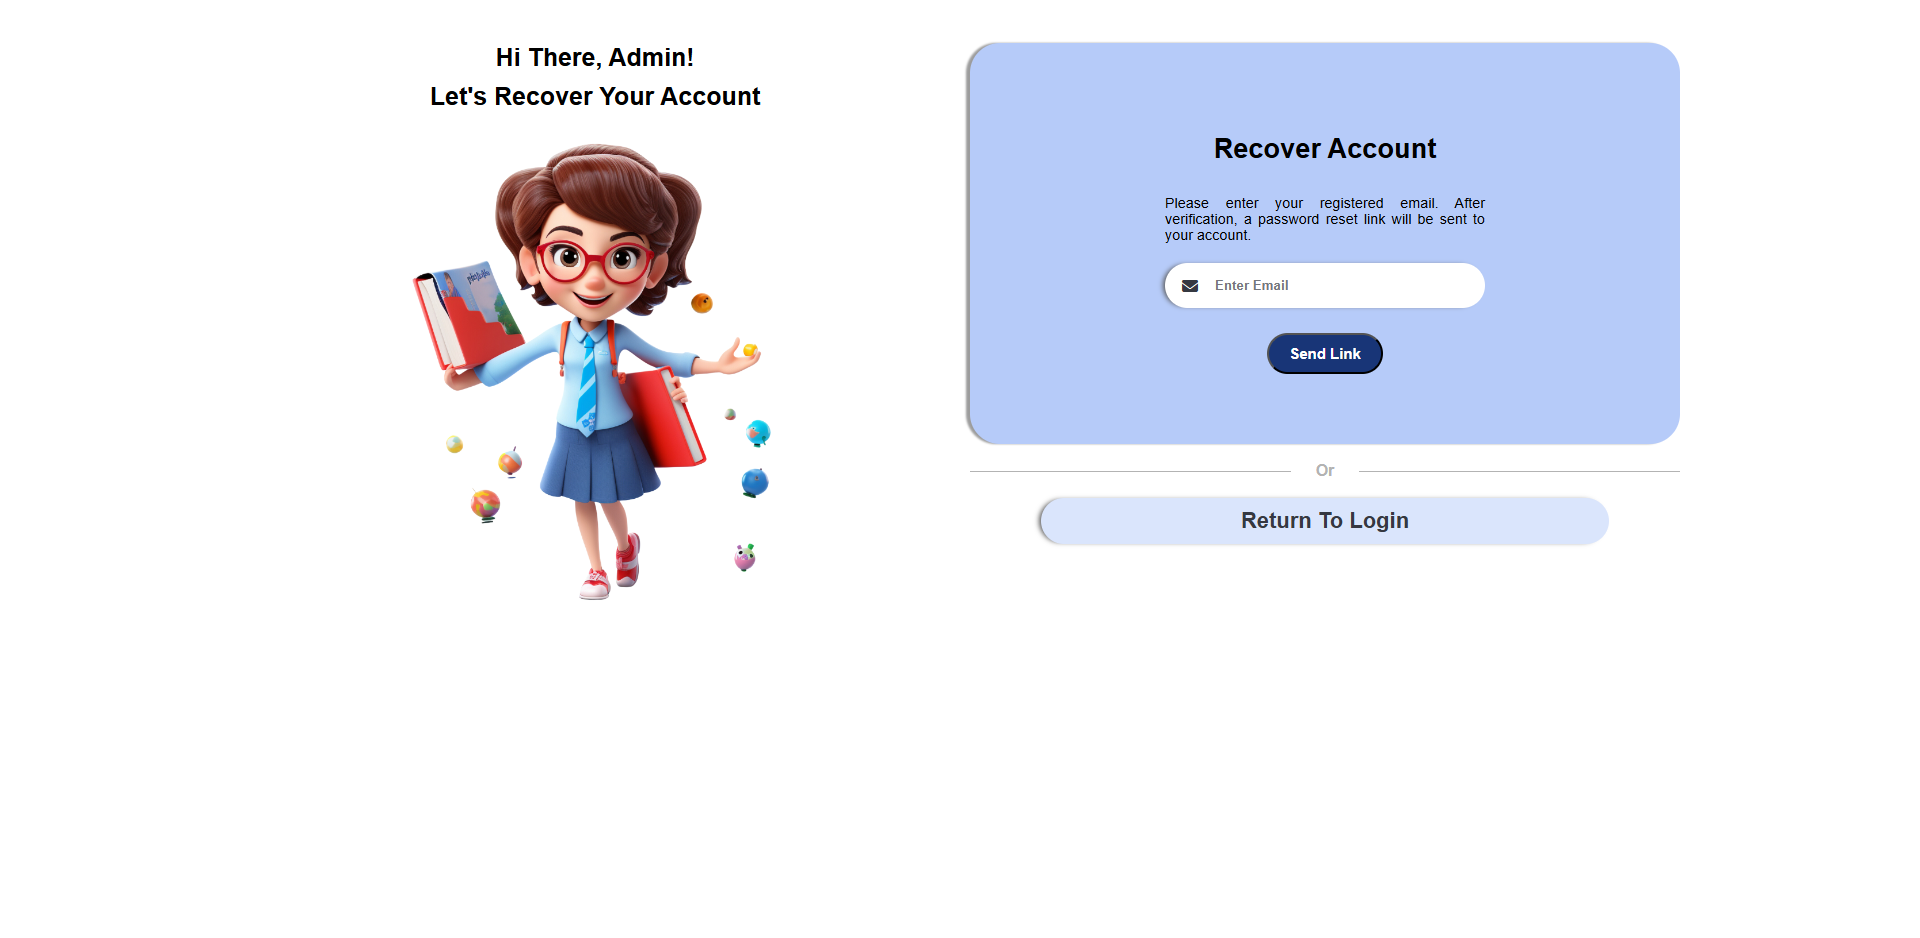 Hi There, Admin!
Let's Recover Your Account
Recover Account
Please enter your registered email. After
verification, a password reset link will be sent to
your account.
Enter Email
Send Link
Or
Return To Login